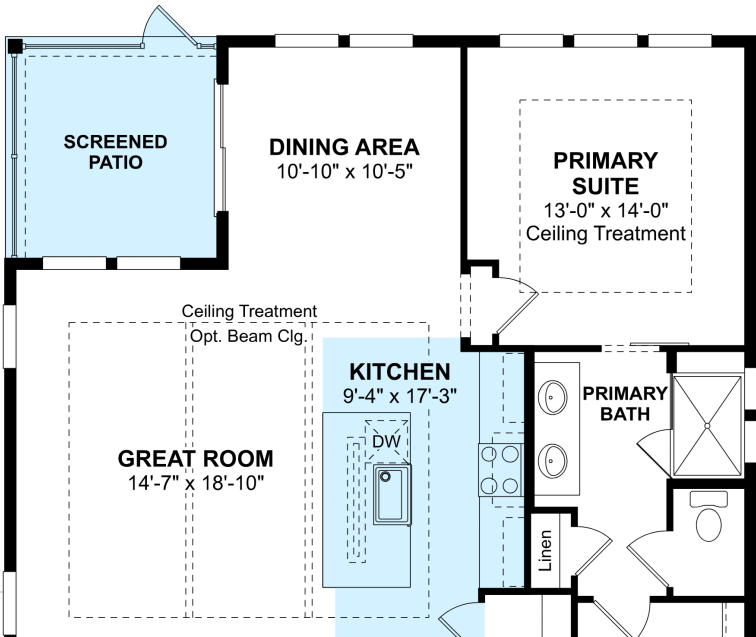 SCREENED
PATIO
DINING AREA
10'-10" x 10'-5"
PRIMARY
SUITE
13'-0" x 14'-0"
Ceiling Treatment
Ceiling Treatment
Opt. Beam Clg.
KITCHEN
9'-4" x 17'-3"
PRIMARY
BATH
DW
GREAT ROOM
14'-7" x 18'-10"
Linen